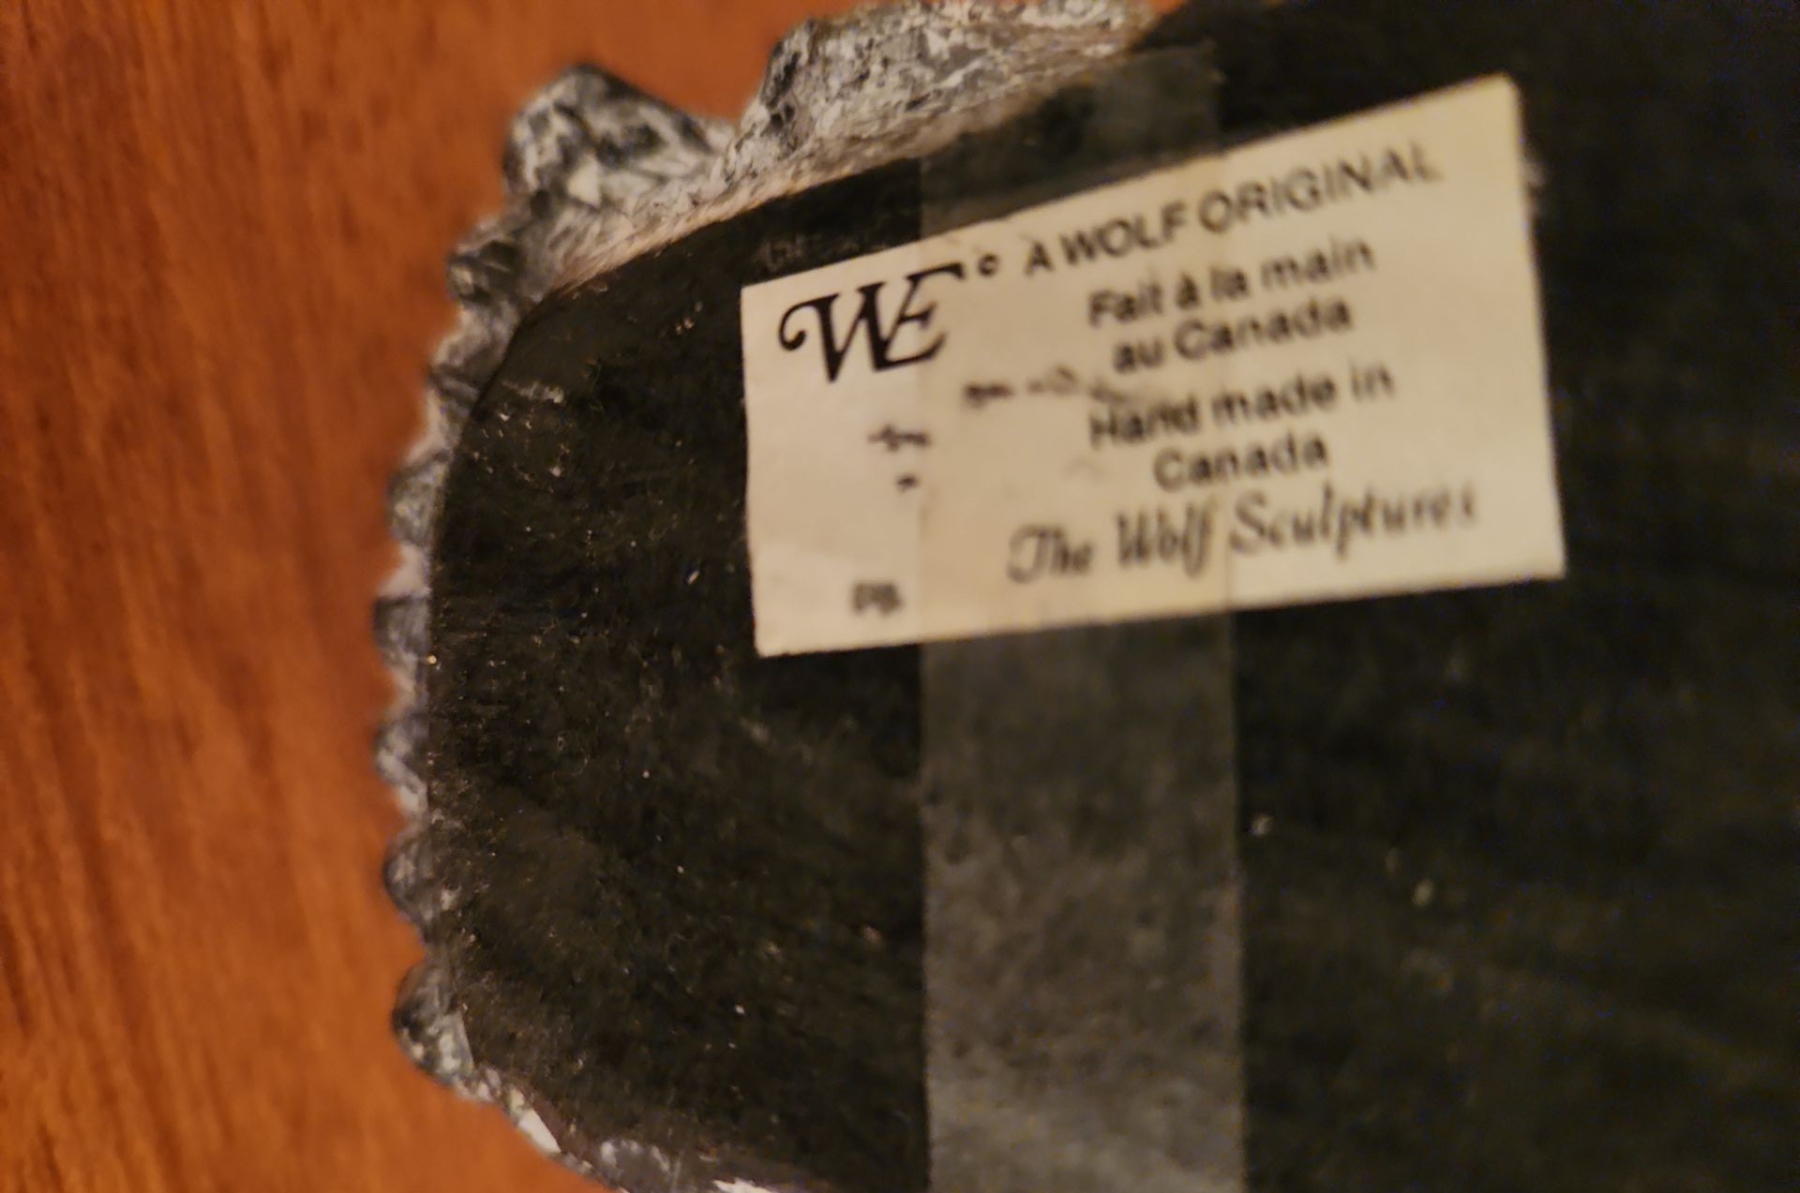 WE © A WOLF ORIGINAL
Fait à la main
au Canada
Hand made in
Canada
The Wolf Sculptures